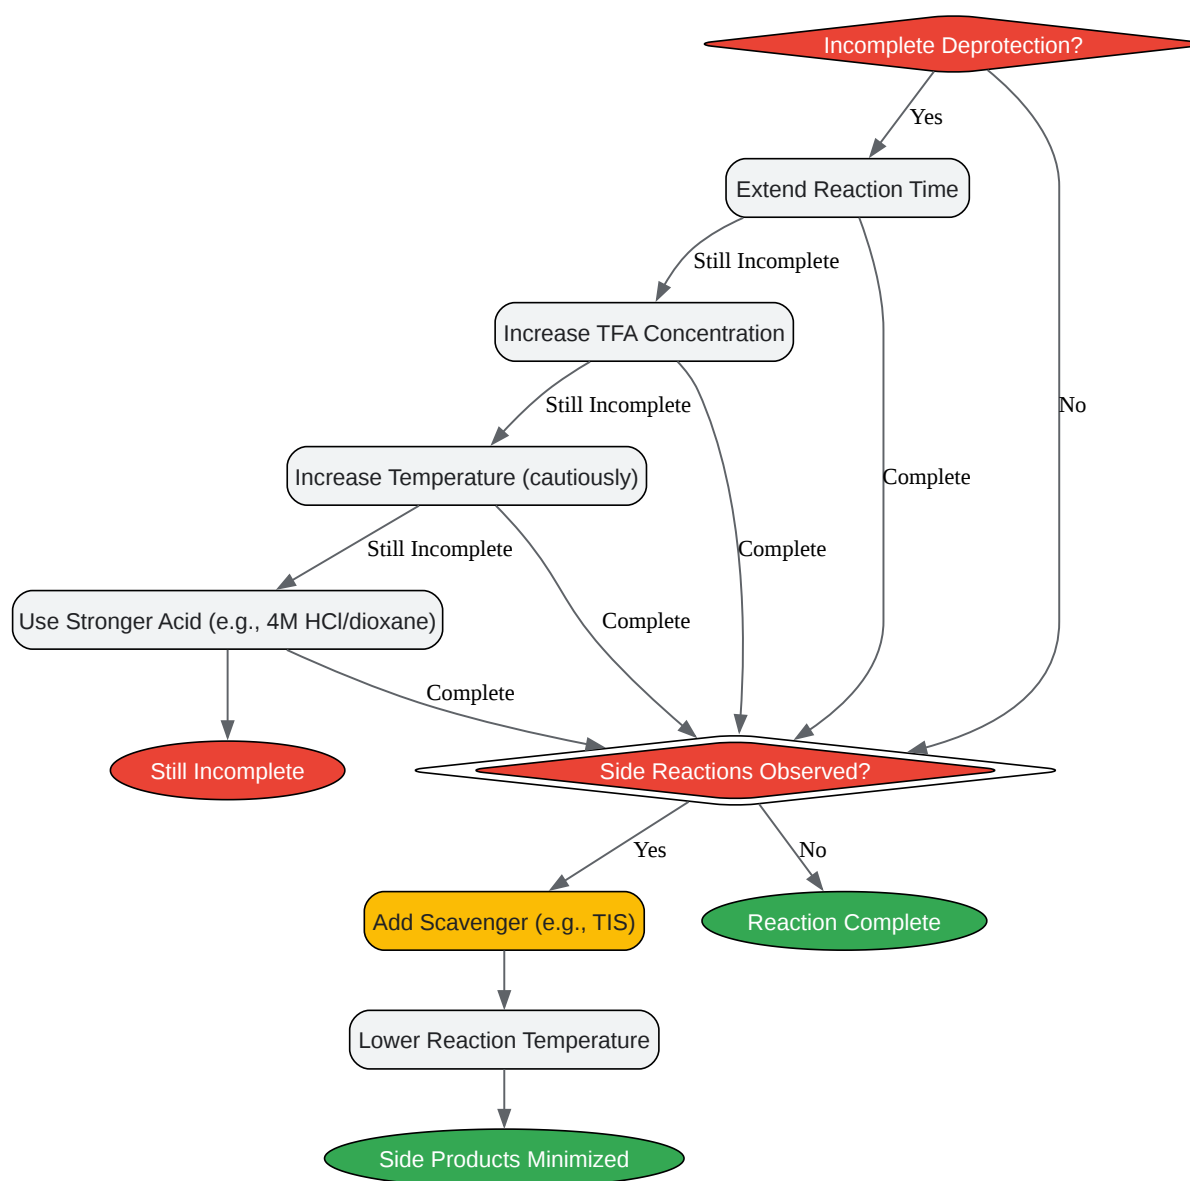 Incomplete Deprotection?
Yes
Extend Reaction Time
Still Incomplete
Increase TFA Concentration
Still Incomplete
No
Increase Temperature (cautiously)
Complete
Still Incomplete
Complete
Use Stronger Acid (e.g., 4M HCl/dioxane)
Complete
Complete
Still Incomplete
Side Reactions Observed?
Yes
No
Add Scavenger (e.g., TIS)
Reaction Complete
Lower Reaction Temperature
Side Products Minimized